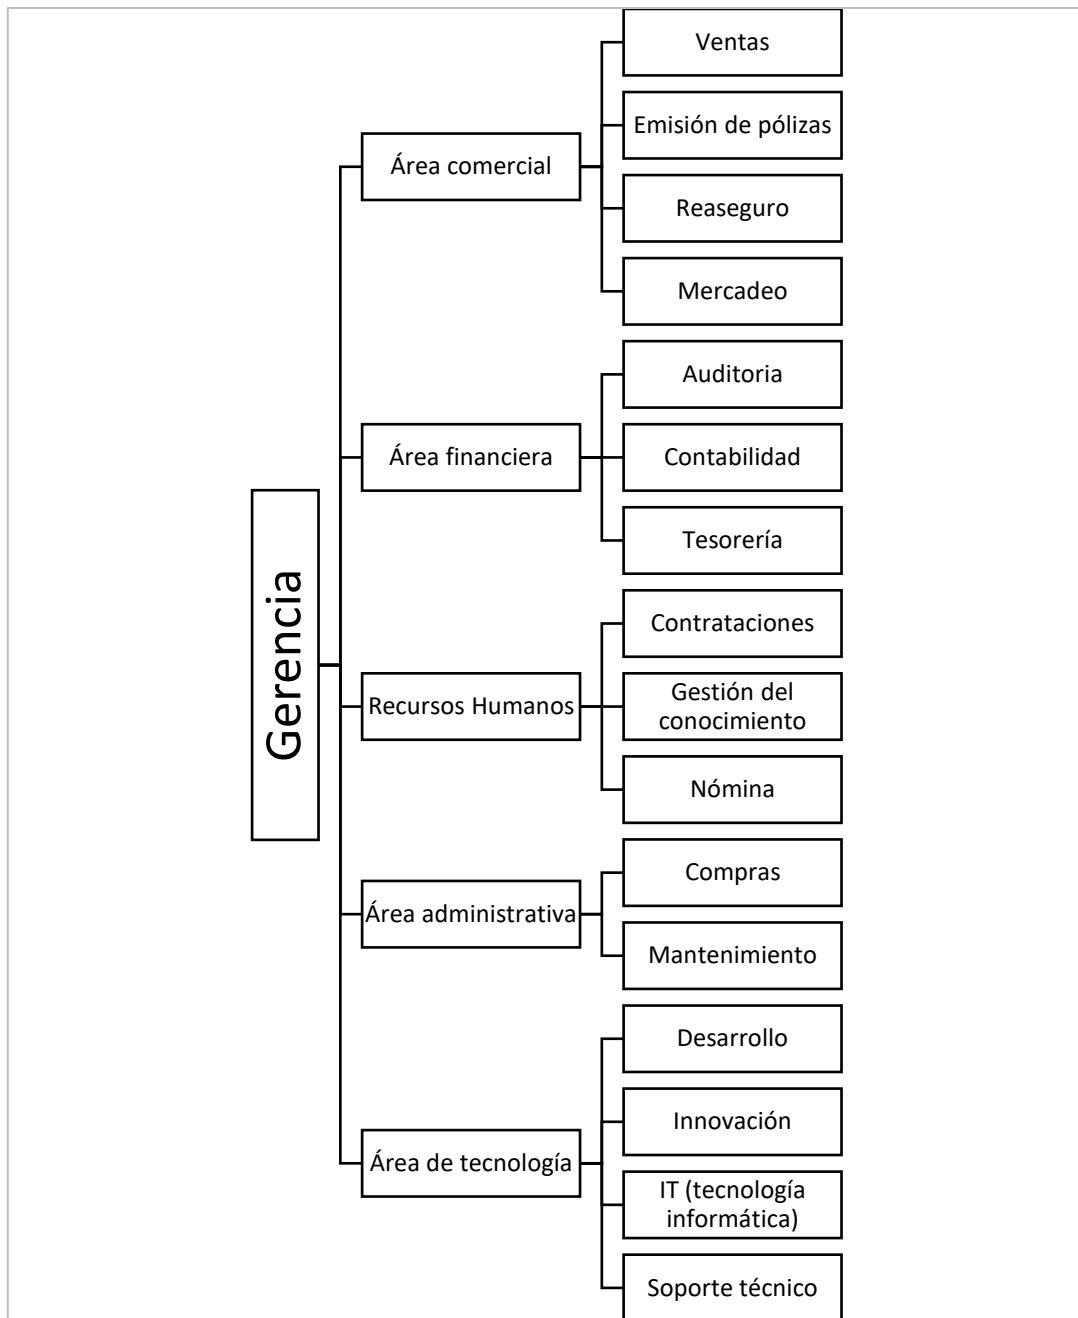 Gerencia
Área comercial
Ventas
Emisión de pólizas
Reaseguro
Mercadeo
Área financiera
Auditoria
Contabilidad
Tesorería
Recursos Humanos
Contrataciones
Gestión del
conocimiento
Nómina
Área administrativa
Compras
Mantenimiento
Área de tecnología
Desarrollo
Innovación
IT (tecnología
informática)
Soporte técnico